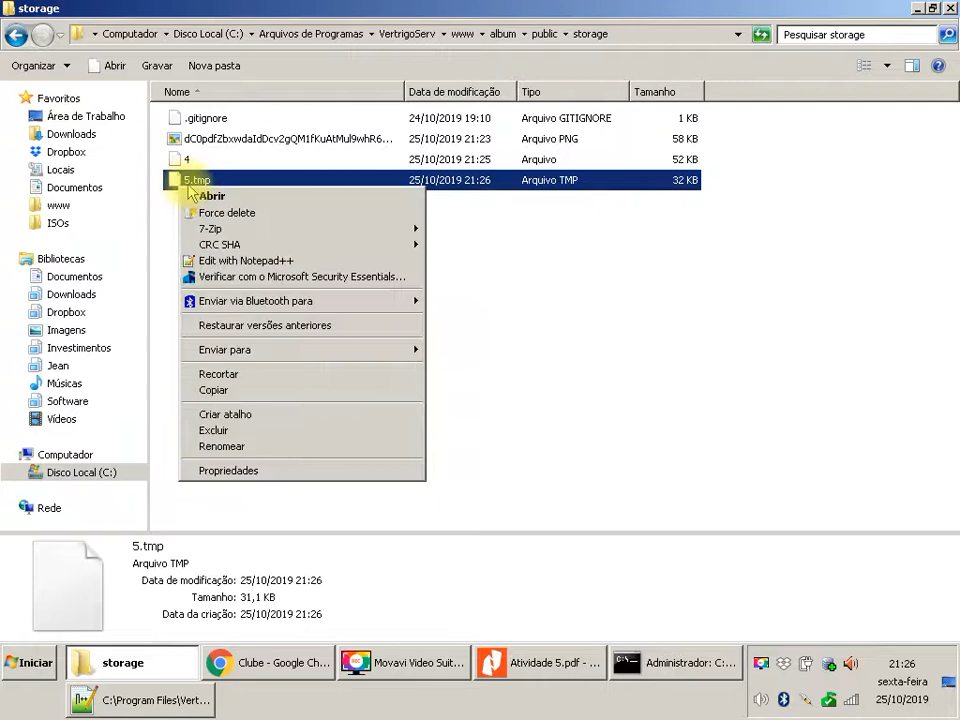 storage
Computador
Disco Local (C:)
Arquivos de Programas
VertrigoServ
www
album
public
storage
Pesquisar storage
Organizar
Abrir
Gravar
Nova pasta
Nome
Data de modificação
Tipo
Tamanho
.gitignore 24/10/2019 19:10 Arquivo GITIGNORE 1 KB
25/10/2019 21:23 Arquivo PNG 58 KB
4 25/10/2019 21:25 Arquivo 52 KB
5.tmp 25/10/2019 21:26 Arquivo TMP 32 KB
Favoritos
Área de Trabalho
Downloads
Dropbox
Locais
Documentos
www
ISOs
Bibliotecas
Documentos
Downloads
Dropbox
Imagens
Investimentos
Jean
Músicas
Software
Vídeos
Computador
Disco Local (C:)
Rede
Abrir
Force delete
7-Zip
CRC SHA
Edit with Notepad++
Verificar com o Microsoft Security Essentials...
Enviar via Bluetooth para
Restaurar versões anteriores
Enviar para
Recortar
Copiar
Criar atalho
Excluir
Renomear
Propriedades
5.tmp
Arquivo TMP
Data de modificação: 25/10/2019 21:26
Tamanho: 31,1 KB
Data da criação: 25/10/2019 21:26
Iniciar
storage
Clube - Google Ch...
Movavi Video Suit...
Atividade 5.pdf - ...
Administrador: C:...
C:\Program Files\Vert...
21:26
sexta-feira
25/10/2019